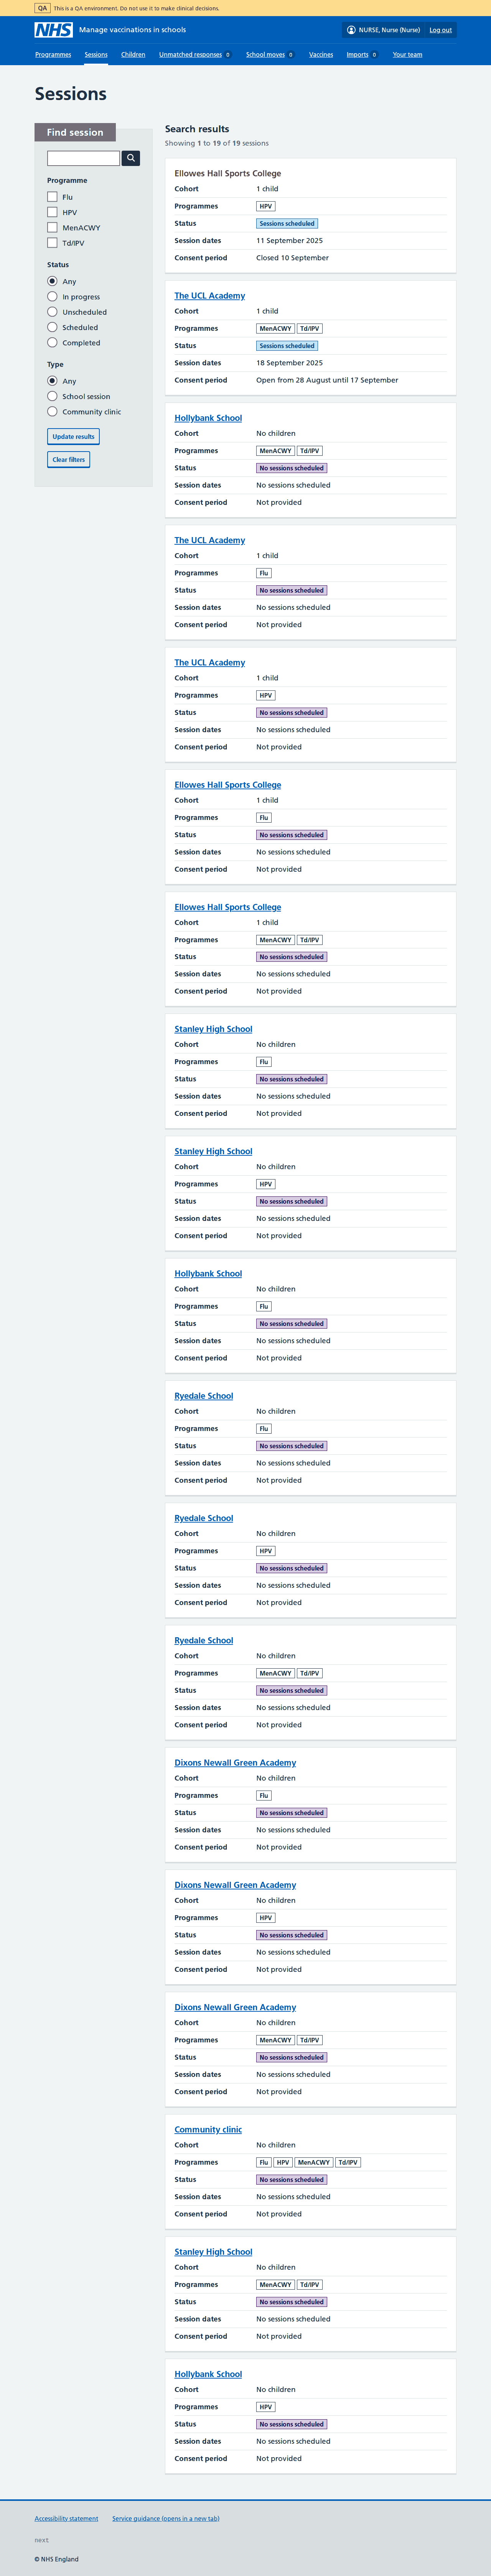 QA This is a QA environment. Do not use it to make clinical decisions.
NHS Manage vaccinations in schools NURSE, Nurse (Nurse) Log out
Programmes Sessions Children Unmatched responses 0 School moves 0 Vaccines Imports 0 Your team
Sessions
Find session
Programme
Flu
HPV
MenACWY
Td/IPV
Status
Any
In progress
Unscheduled
Scheduled
Completed
Type
Any
School session
Community clinic
Update results
Clear filters
Search results
Showing 1 to 19 of 19 sessions
Ellowes Hall Sports College
Cohort 1 child
Programmes HPV
Status Sessions scheduled
Session dates 11 September 2025
Consent period Closed 10 September
The UCL Academy
Cohort 1 child
Programmes MenACWY Td/IPV
Status Sessions scheduled
Session dates 18 September 2025
Consent period Open from 28 August until 17 September
Hollybank School
Cohort No children
Programmes MenACWY Td/IPV
Status No sessions scheduled
Session dates No sessions scheduled
Consent period Not provided
The UCL Academy
Cohort 1 child
Programmes Flu
Status No sessions scheduled
Session dates No sessions scheduled
Consent period Not provided
The UCL Academy
Cohort 1 child
Programmes HPV
Status No sessions scheduled
Session dates No sessions scheduled
Consent period Not provided
Ellowes Hall Sports College
Cohort 1 child
Programmes Flu
Status No sessions scheduled
Session dates No sessions scheduled
Consent period Not provided
Ellowes Hall Sports College
Cohort 1 child
Programmes MenACWY Td/IPV
Status No sessions scheduled
Session dates No sessions scheduled
Consent period Not provided
Stanley High School
Cohort No children
Programmes Flu
Status No sessions scheduled
Session dates No sessions scheduled
Consent period Not provided
Stanley High School
Cohort No children
Programmes HPV
Status No sessions scheduled
Session dates No sessions scheduled
Consent period Not provided
Hollybank School
Cohort No children
Programmes Flu
Status No sessions scheduled
Session dates No sessions scheduled
Consent period Not provided
Ryedale School
Cohort No children
Programmes Flu
Status No sessions scheduled
Session dates No sessions scheduled
Consent period Not provided
Ryedale School
Cohort No children
Programmes HPV
Status No sessions scheduled
Session dates No sessions scheduled
Consent period Not provided
Ryedale School
Cohort No children
Programmes MenACWY Td/IPV
Status No sessions scheduled
Session dates No sessions scheduled
Consent period Not provided
Dixons Newall Green Academy
Cohort No children
Programmes Flu
Status No sessions scheduled
Session dates No sessions scheduled
Consent period Not provided
Dixons Newall Green Academy
Cohort No children
Programmes HPV
Status No sessions scheduled
Session dates No sessions scheduled
Consent period Not provided
Dixons Newall Green Academy
Cohort No children
Programmes MenACWY Td/IPV
Status No sessions scheduled
Session dates No sessions scheduled
Consent period Not provided
Community clinic
Cohort No children
Programmes Flu HPV MenACWY Td/IPV
Status No sessions scheduled
Session dates No sessions scheduled
Consent period Not provided
Stanley High School
Cohort No children
Programmes MenACWY Td/IPV
Status No sessions scheduled
Session dates No sessions scheduled
Consent period Not provided
Hollybank School
Cohort No children
Programmes HPV
Status No sessions scheduled
Session dates No sessions scheduled
Consent period Not provided
Accessibility statement Service guidance (opens in a new tab)
next
© NHS England